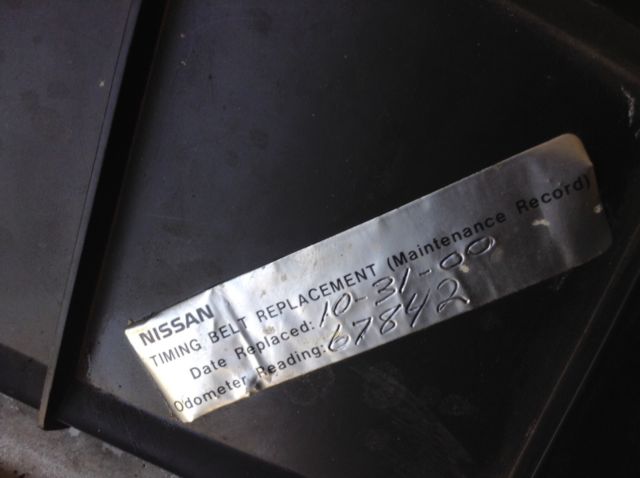 NISSAN
TIMING BELT REPLACEMENT (Maintenance Record)
Date Replaced: 10-31-00
Odometer Reading: 67842